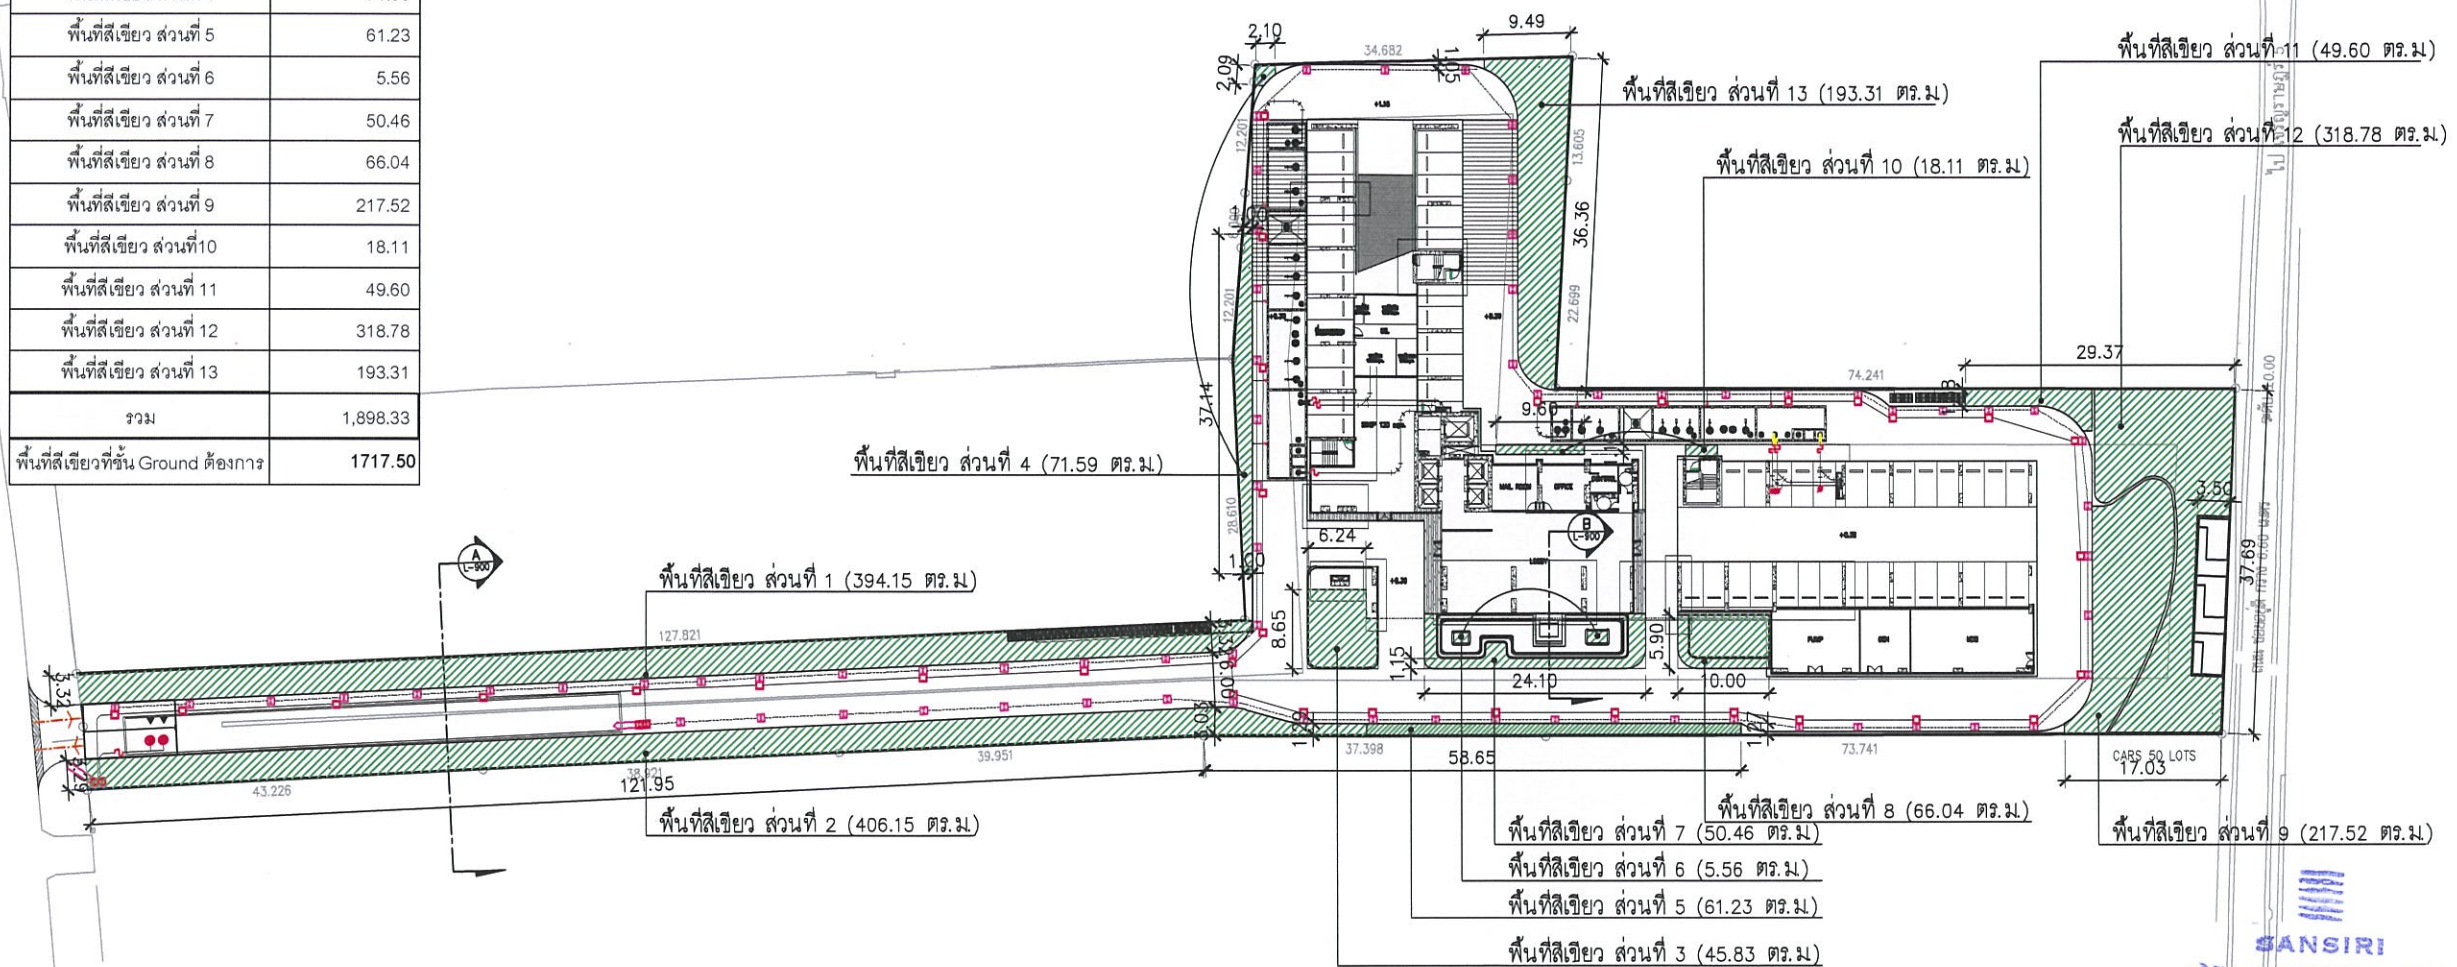 พื้นที่สีเขียว ส่วนที่ 5 61.23
พื้นที่สีเขียว ส่วนที่ 6 5.56
พื้นที่สีเขียว ส่วนที่ 7 50.46
พื้นที่สีเขียว ส่วนที่ 8 66.04
พื้นที่สีเขียว ส่วนที่ 9 217.52
พื้นที่สีเขียว ส่วนที่10 18.11
พื้นที่สีเขียว ส่วนที่ 11 49.60
พื้นที่สีเขียว ส่วนที่ 12 318.78
พื้นที่สีเขียว ส่วนที่ 13 193.31
รวม 1,898.33
พื้นที่สีเขียวที่ชั้น Ground ต้องการ 1717.50
2.10
34.682
9.49
2.09
1.05
พื้นที่สีเขียว ส่วนที่ 11 (49.60 ตร.ม.)
พื้นที่สีเขียว ส่วนที่ 13 (193.31 ตร.ม.)
พื้นที่สีเขียว ส่วนที่ 12 (318.78 ตร.ม.)
พื้นที่สีเขียว ส่วนที่ 10 (18.11 ตร.ม.)
12.201
13.605
36.36
22.699
12.201
37.14
28.610
29.37
74.241
9.60
พื้นที่สีเขียว ส่วนที่ 4 (71.59 ตร.ม.)
MAIL ROOM
OFFICE
CONTROL
3.50
37.69
A
L-900
B
L-900
6.24
LOBBY
พื้นที่สีเขียว ส่วนที่ 1 (394.15 ตร.ม.)
127.821
8.65
1.15
5.90
PUMP
GEN
MDB
24.10
10.00
3.32
6.00
43.226
38.921
39.951
121.95
37.398
58.65
73.741
CARS 50 LOTS
17.03
พื้นที่สีเขียว ส่วนที่ 2 (406.15 ตร.ม.)
พื้นที่สีเขียว ส่วนที่ 8 (66.04 ตร.ม.)
พื้นที่สีเขียว ส่วนที่ 7 (50.46 ตร.ม.)
พื้นที่สีเขียว ส่วนที่ 9 (217.52 ตร.ม.)
พื้นที่สีเขียว ส่วนที่ 6 (5.56 ตร.ม.)
พื้นที่สีเขียว ส่วนที่ 5 (61.23 ตร.ม.)
พื้นที่สีเขียว ส่วนที่ 3 (45.83 ตร.ม.)
SANSIRI